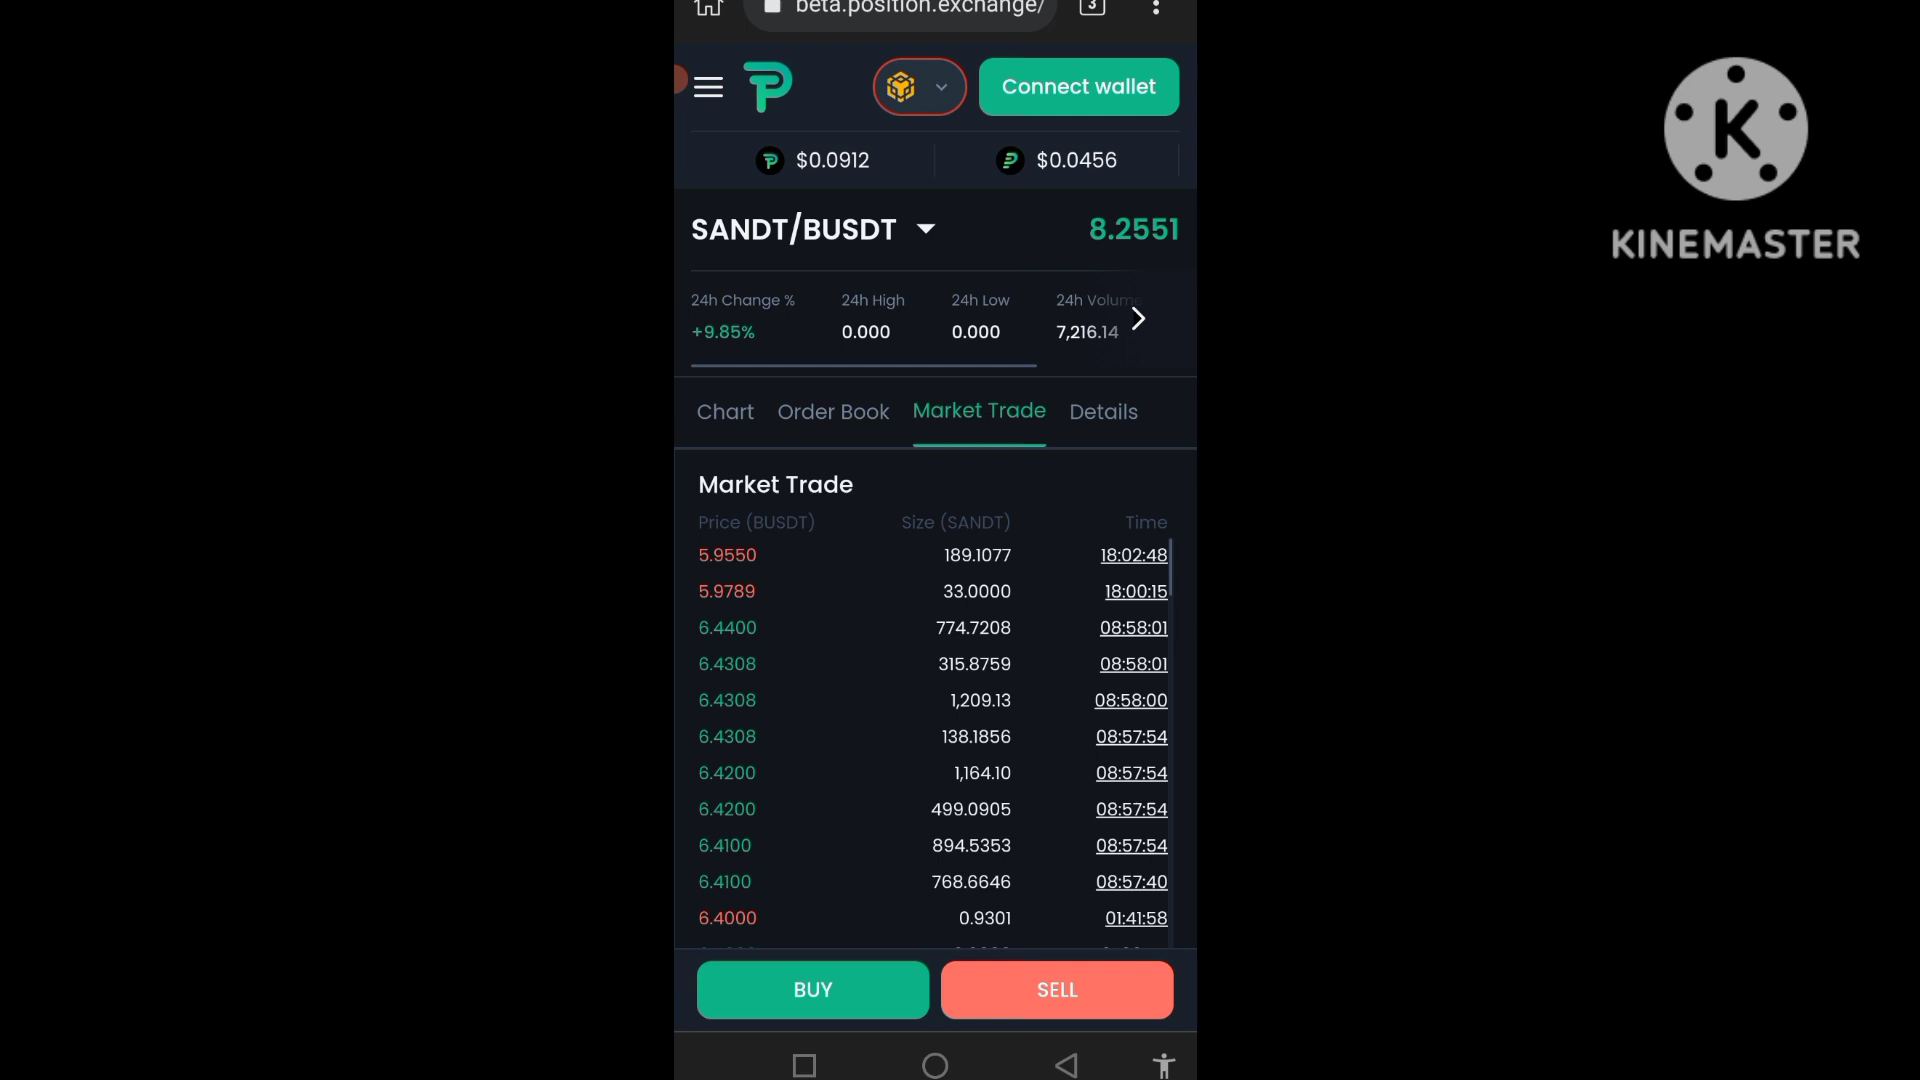 beta.position.exchange/
3
Connect wallet
$0.0912
$0.0456
SANDT/BUSDT
8.2551
24h Change % 24h High 24h Low 24h Volume
+9.85% 0.000 0.000 7,216.14
Chart Order Book Market Trade Details
Market Trade
Price (BUSDT) Size (SANDT) Time
5.9550 189.1077 18:02:48
5.9789 33.0000 18:00:15
6.4400 774.7208 08:58:01
6.4308 315.8759 08:58:01
6.4308 1,209.13 08:58:00
6.4308 138.1856 08:57:54
6.4200 1,164.10 08:57:54
6.4200 499.0905 08:57:54
6.4100 894.5353 08:57:54
6.4100 768.6646 08:57:40
6.4000 0.9301 01:41:58
BUY SELL
K
KINEMASTER